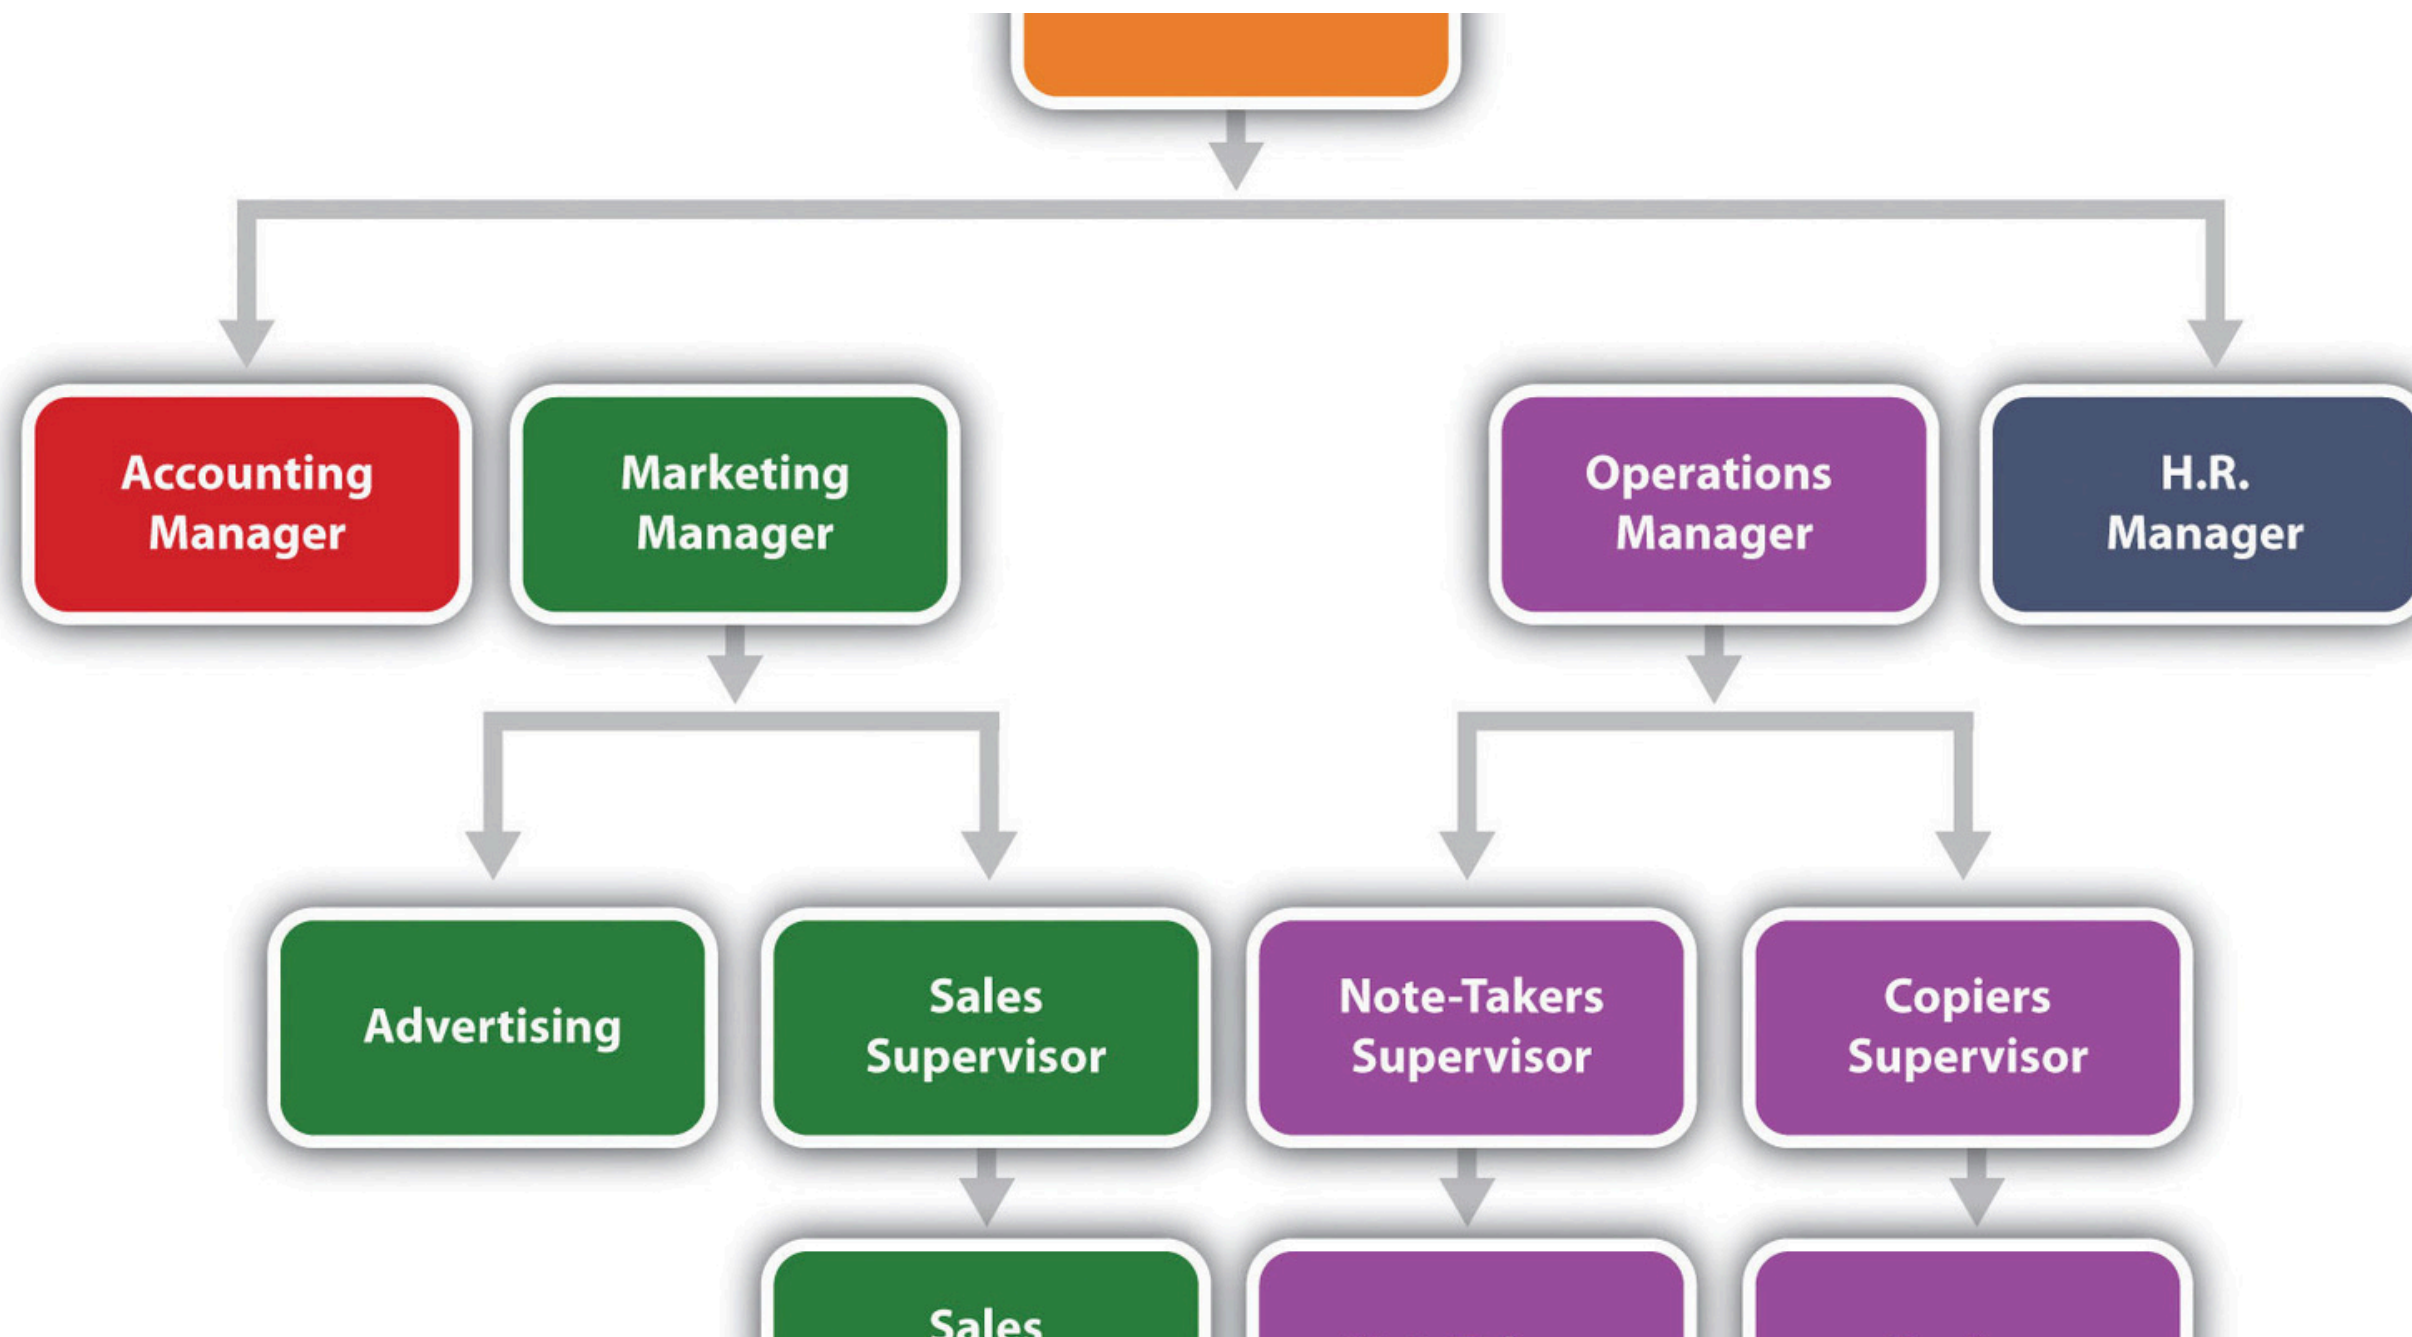 Accounting
Manager
Marketing
Manager
Operations
Manager
H.R.
Manager
Advertising
Sales
Supervisor
Note-Takers
Supervisor
Copiers
Supervisor
Sales